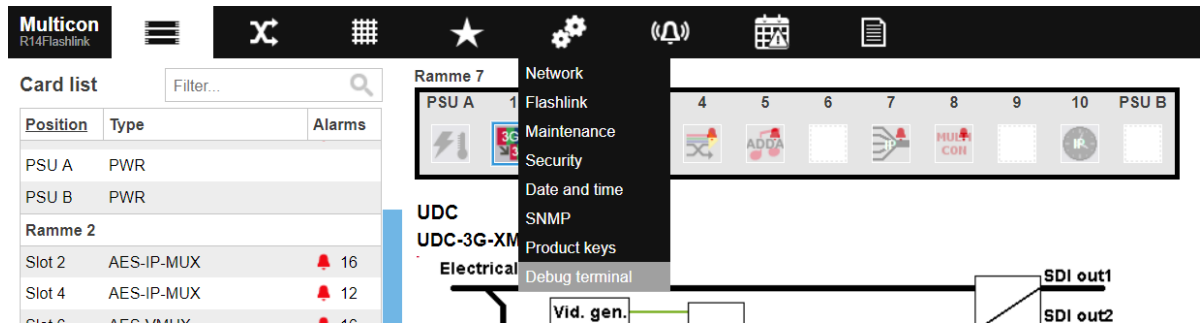 Multicon
R14Flashlink
Card list
Filter...
Position Type Alarms
PSU A PWR
PSU B PWR
Ramme 2
Slot 2 AES-IP-MUX 16
Slot 4 AES-IP-MUX 12
Network
Flashlink
Maintenance
Security
Date and time
SNMP
Product keys
Debug terminal
Ramme 7
PSU A 1 4 5 6 7 8 9 10 PSU B
3G
ADDA
IP
MULTI
CON
IR
UDC
UDC-3G-XM
Electrical
Vid. gen.
SDI out1
SDI out2